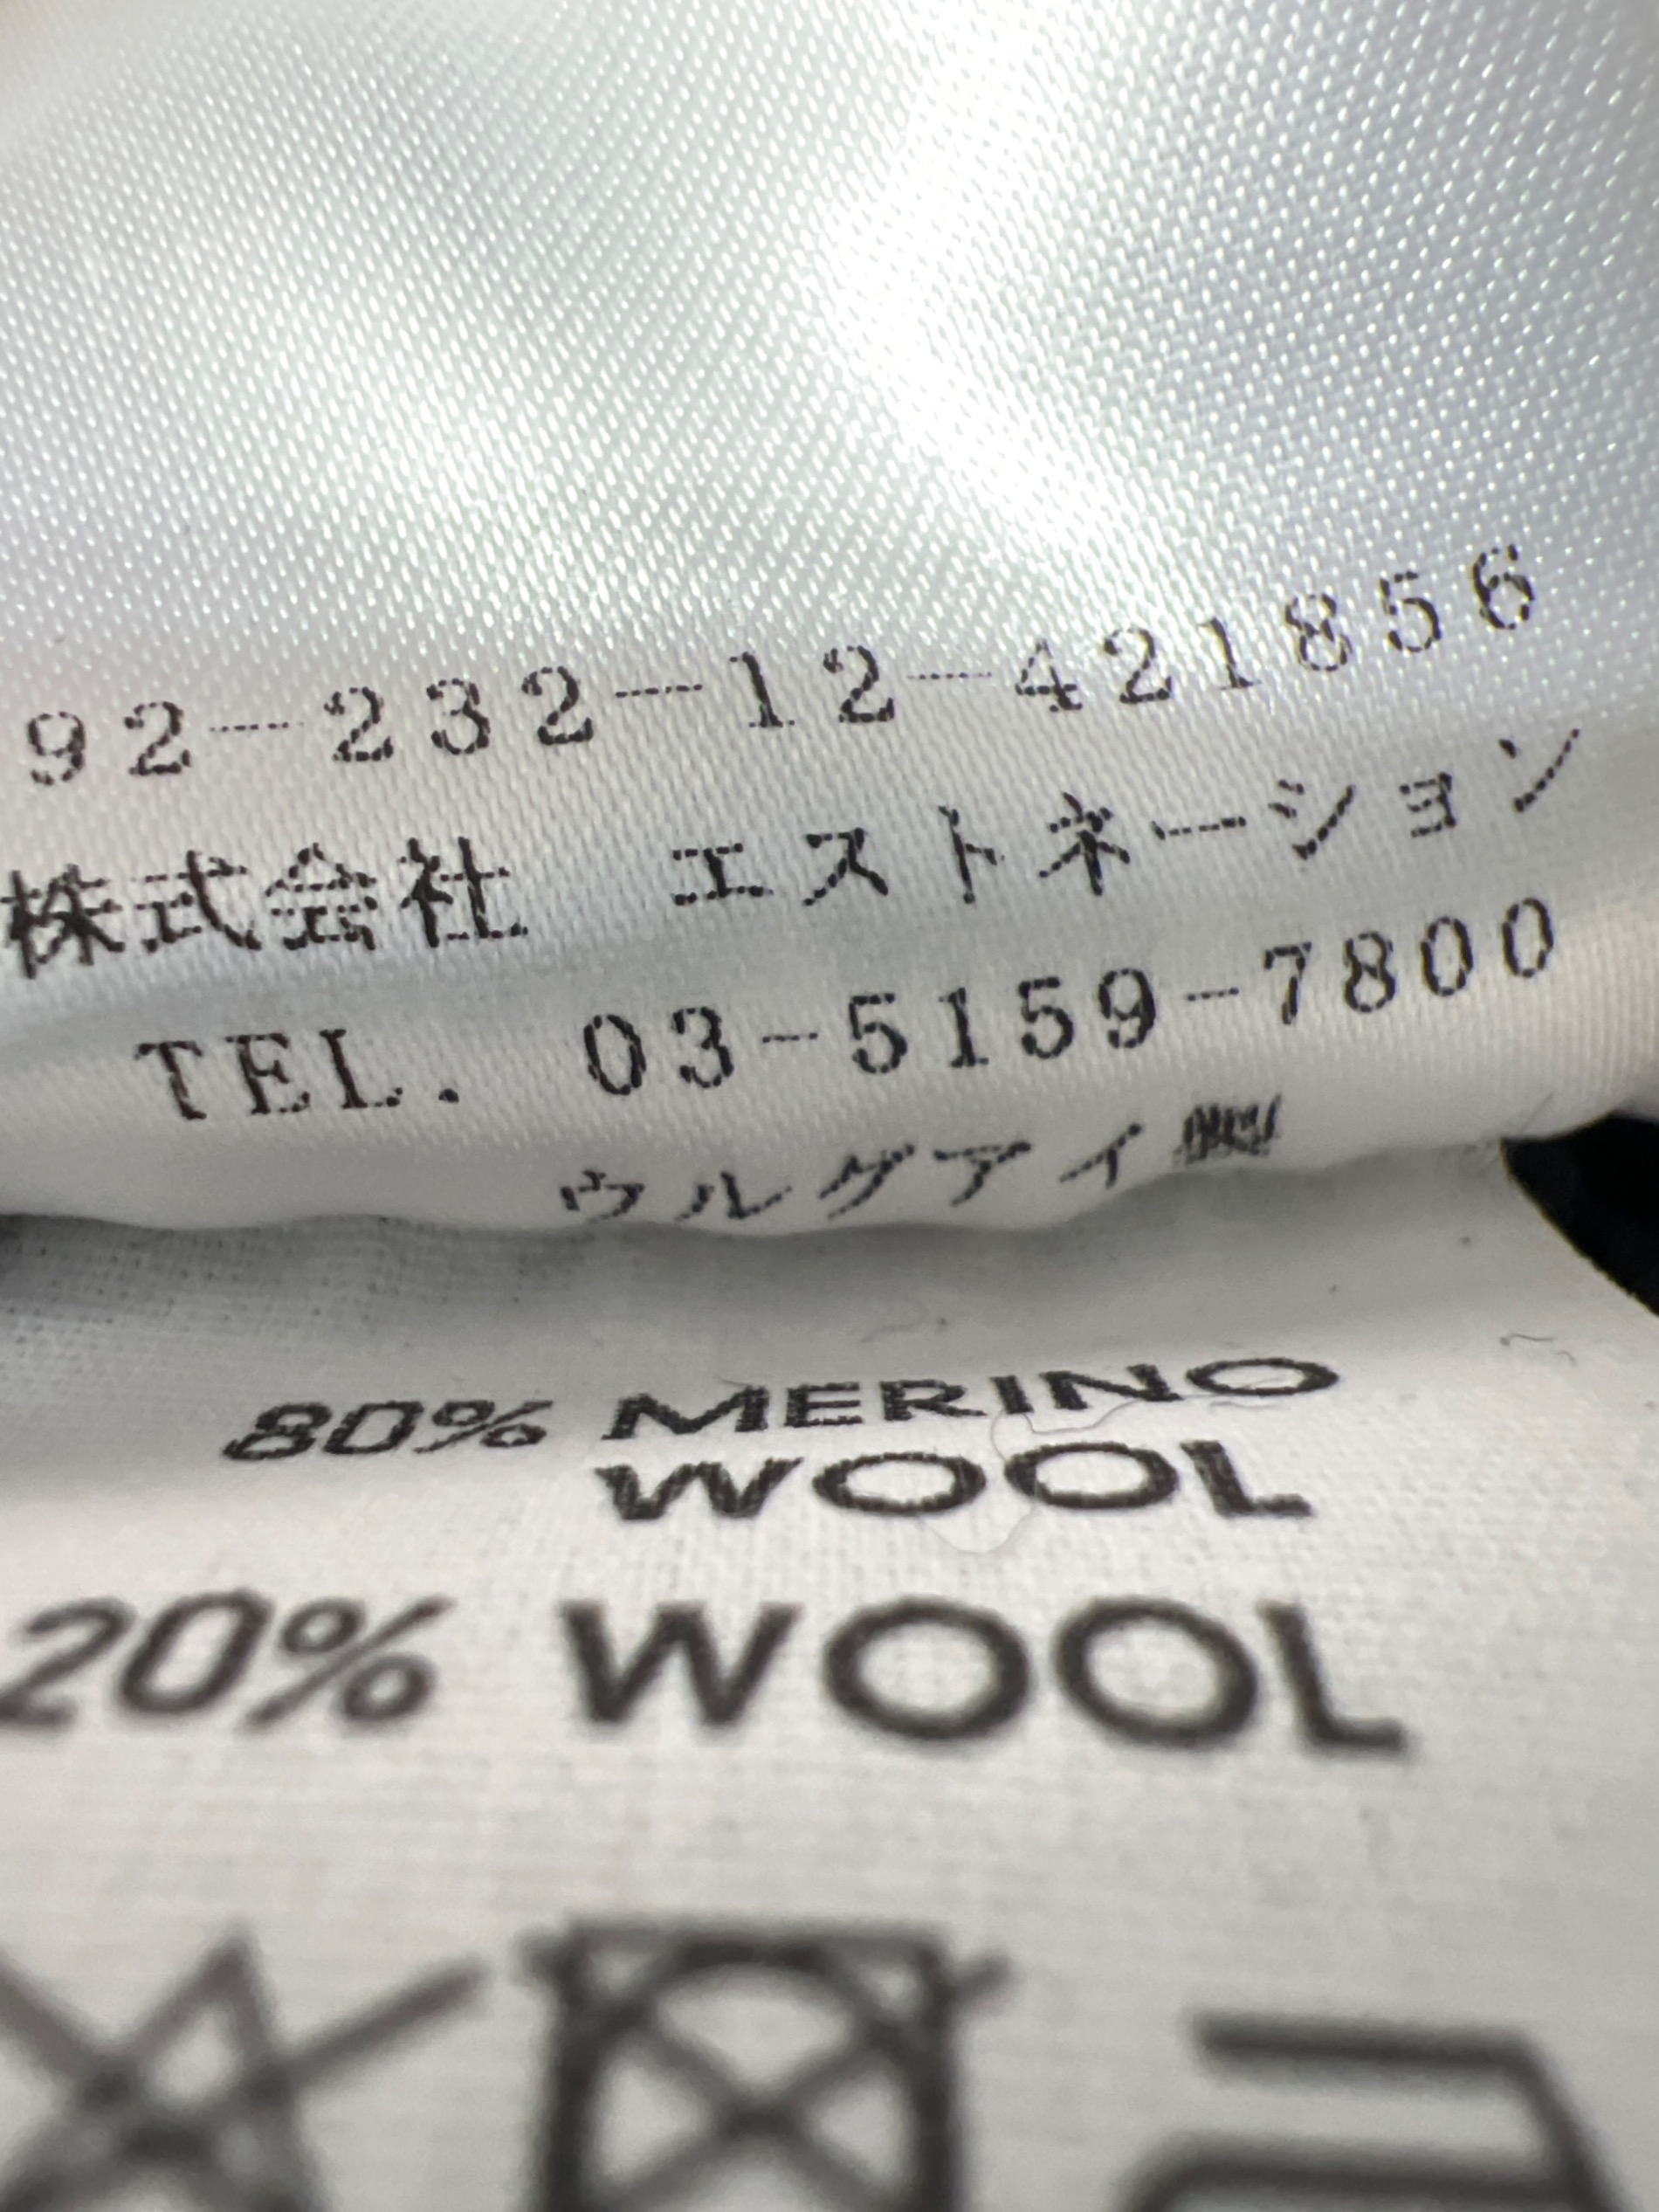 92-232-12-421856
株式会社　エストネーション
TEL. 03-5159-7800
ウルグアイ製
80% MERINO
WOOL
20% WOOL